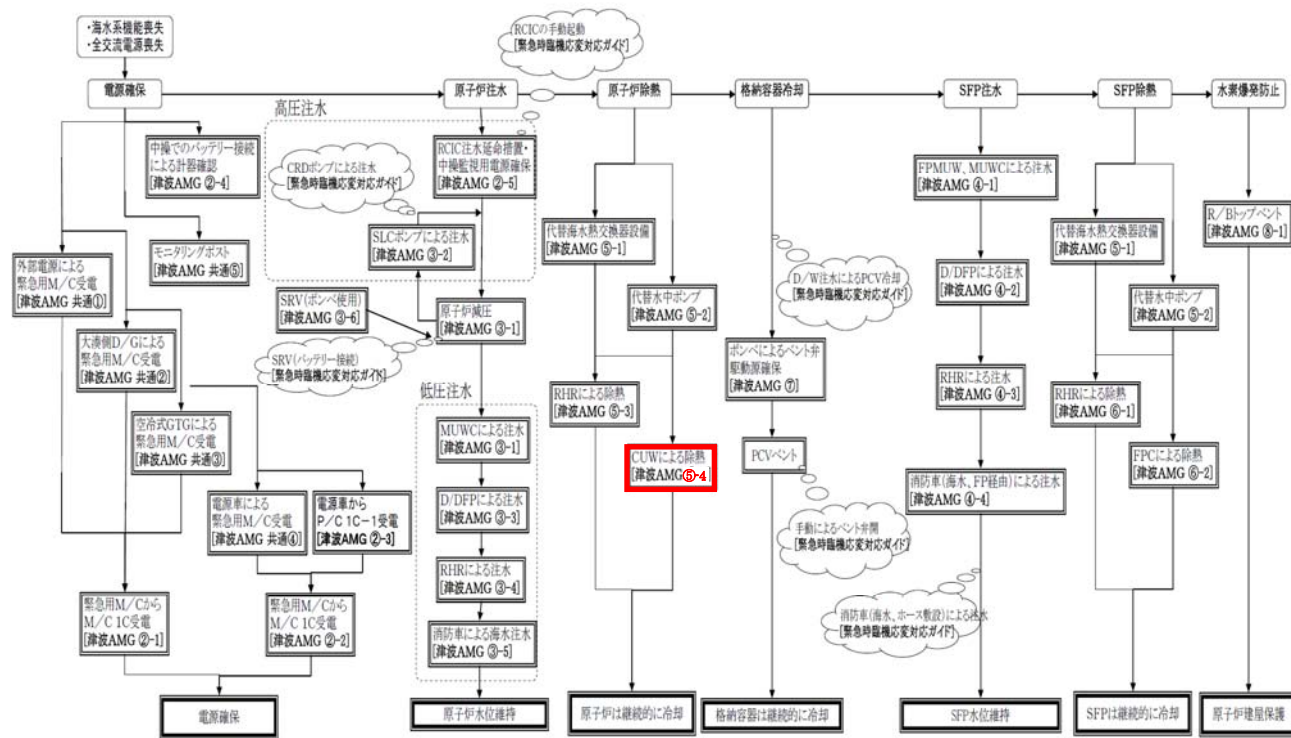 ・海水系機能喪失
・全交流電源喪失
RCICの手動起動
[緊急時臨機応変対応ガイド]
電源確保
原子炉注水
原子炉除熱
格納容器冷却
SFP注水
SFP除熱
水素爆発防止
高圧注水
中操でのバッテリー接続
による計器確認
[津波AMG ②-4]
モニタリングポスト
[津波AMG 共通⑤]
外部電源による
緊急用M/C受電
[津波AMG 共通①]
大湊側D/Gによる
緊急用M/C受電
[津波AMG 共通②]
空冷式GTGによる
緊急用M/C受電
[津波AMG 共通③]
電源車による
緊急用M/C受電
[津波AMG 共通④]
電源車から
P/C 1C-1受電
[津波AMG ②-3]
緊急用M/Cから
M/C 1C受電
[津波AMG ②-1]
緊急用M/Cから
M/C 1C受電
[津波AMG ②-2]
電源確保
CRDポンプによる注水
[緊急時臨機応変対応ガイド]
RCIC注水延命措置・
中操監視用電源確保
[津波AMG ②-5]
SLCポンプによる注水
[津波AMG ③-2]
SRV(ボンベ使用)
[津波AMG ③-6]
原子炉減圧
[津波AMG ③-1]
SRV(バッテリー接続)
[緊急時臨機応変対応ガイド]
低圧注水
MUWCによる注水
[津波AMG ③-1]
D/DFPによる注水
[津波AMG ③-3]
RHRによる注水
[津波AMG ③-4]
消防車による海水注水
[津波AMG ③-5]
原子炉水位維持
代替海水熱交換器設備
[津波AMG ⑤-1]
代替水中ポンプ
[津波AMG ⑤-2]
RHRによる除熱
[津波AMG ⑤-3]
CUWによる除熱
[津波AMG⑤-4]
原子炉は継続的に冷却
D/W注水によるPCV冷却
[緊急時臨機応変対応ガイド]
ボンベによるベント弁
駆動源確保
[津波AMG ⑦]
PCVベント
手動によるベント弁開
[緊急時臨機応変対応ガイド]
格納容器は継続的に冷却
FPMUW、MUWCによる注水
[津波AMG ④-1]
D/DFPによる注水
[津波AMG ④-2]
RHRによる注水
[津波AMG ④-3]
消防車(海水、FP経由)による注水
[津波AMG ④-4]
消防車(海水、ホース敷設)による注水
[緊急時臨機応変対応ガイド]
SFP水位維持
代替海水熱交換器設備
[津波AMG ⑤-1]
代替水中ポンプ
[津波AMG ⑤-2]
RHRによる除熱
[津波AMG ⑥-1]
FPCによる除熱
[津波AMG ⑥-2]
SFPは継続的に冷却
R/Bトップベント
[津波AMG ⑧-1]
原子炉建屋保護